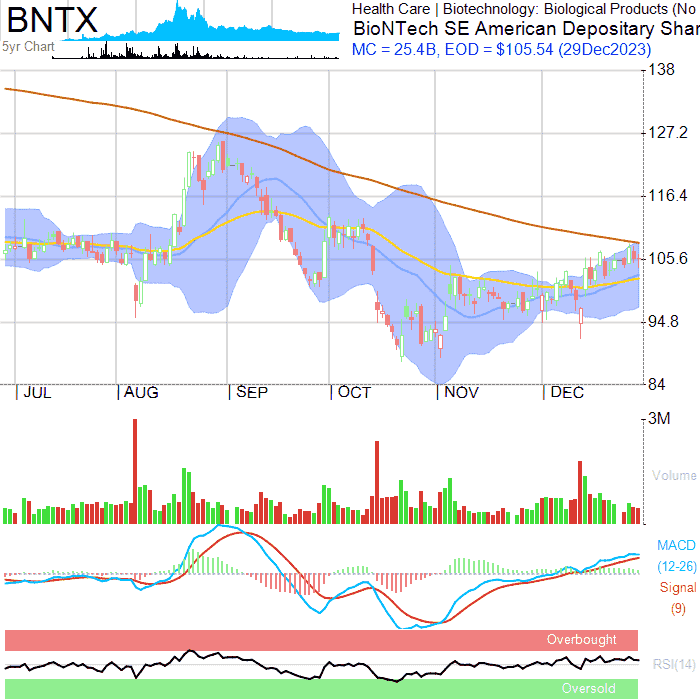 BNTX
5yr Chart
Health Care | Biotechnology: Biological Products (No
BioNTech SE American Depositary Shar
MC = 25.4B, EOD = $105.54 (29Dec2023)
138
127.2
116.4
105.6
94.8
84
JUL AUG SEP OCT NOV DEC
3M
Volume
MACD
(12-26)
Signal
(9)
Overbought
RSI(14)
Oversold